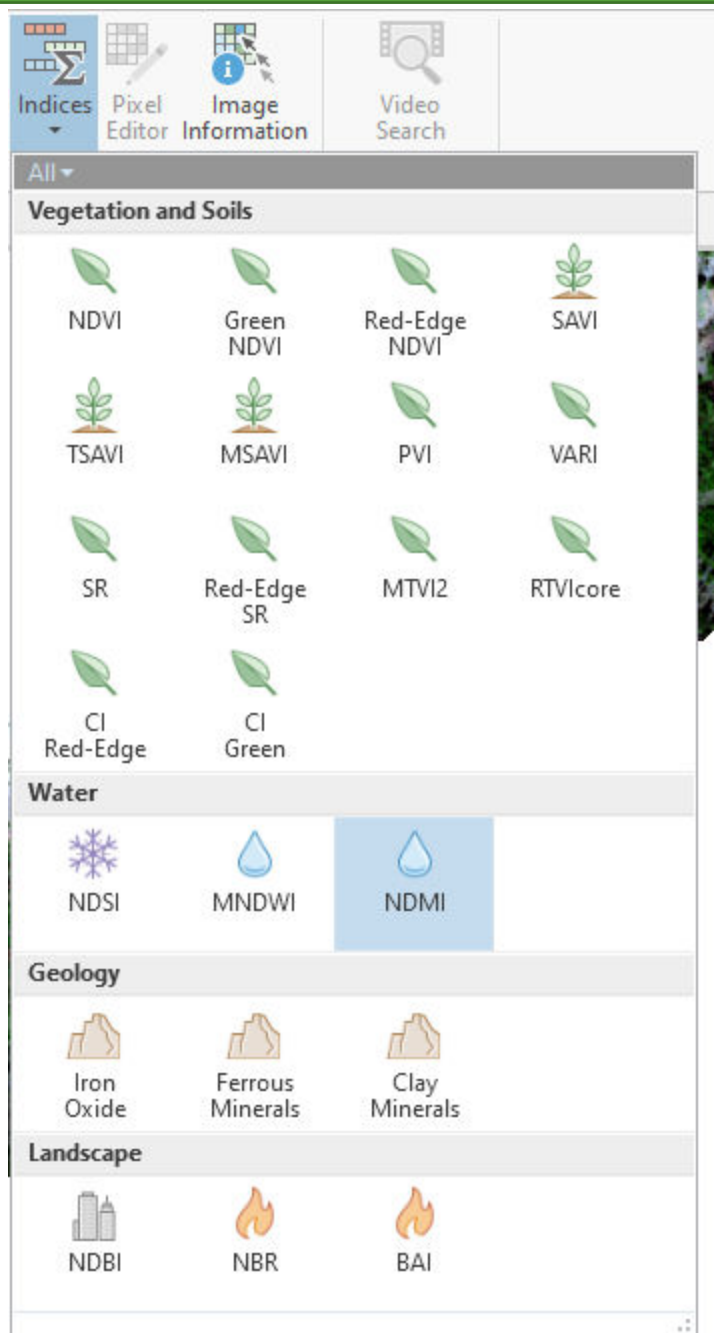 Indices
Pixel
Editor
Image
Information
Video
Search
All
Vegetation and Soils
NDVI
Green
NDVI
Red-Edge
NDVI
SAVI
TSAVI
MSAVI
PVI
VARI
SR
Red-Edge
SR
MTVI2
RTVIcore
CI
Red-Edge
CI
Green
Water
NDSI
MNDWI
NDMI
Geology
Iron
Oxide
Ferrous
Minerals
Clay
Minerals
Landscape
NDBI
NBR
BAI